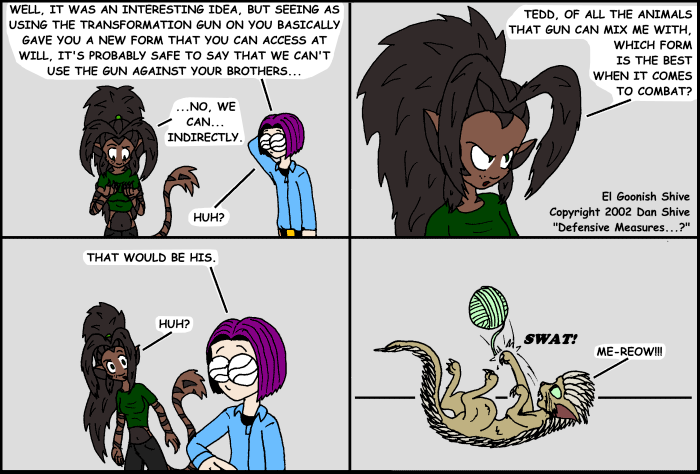 WELL, IT WAS AN INTERESTING IDEA, BUT SEEING AS
USING THE TRANSFORMATION GUN ON YOU BASICALLY
GAVE YOU A NEW FORM THAT YOU CAN ACCESS AT
WILL, IT'S PROBABLY SAFE TO SAY THAT WE CAN'T
USE THE GUN AGAINST YOUR BROTHERS...
...NO, WE
CAN...
INDIRECTLY.
HUH?
TEDD, OF ALL THE ANIMALS
THAT GUN CAN MIX ME WITH,
WHICH FORM
IS THE BEST
WHEN IT COMES
TO COMBAT?
El Goonish Shive
Copyright 2002 Dan Shive
"Defensive Measures...?"
THAT WOULD BE HIS.
HUH?
SWAT!
ME-REOW!!!